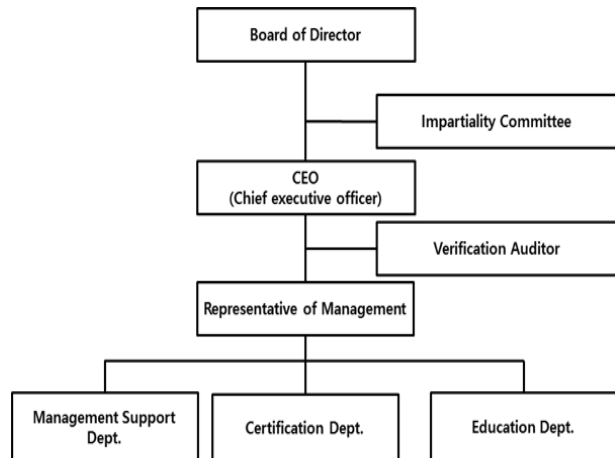 Board of Director
Impartiality Committee
CEO
(Chief executive officer)
Verification Auditor
Representative of Management
Management Support
Dept.
Certification Dept.
Education Dept.